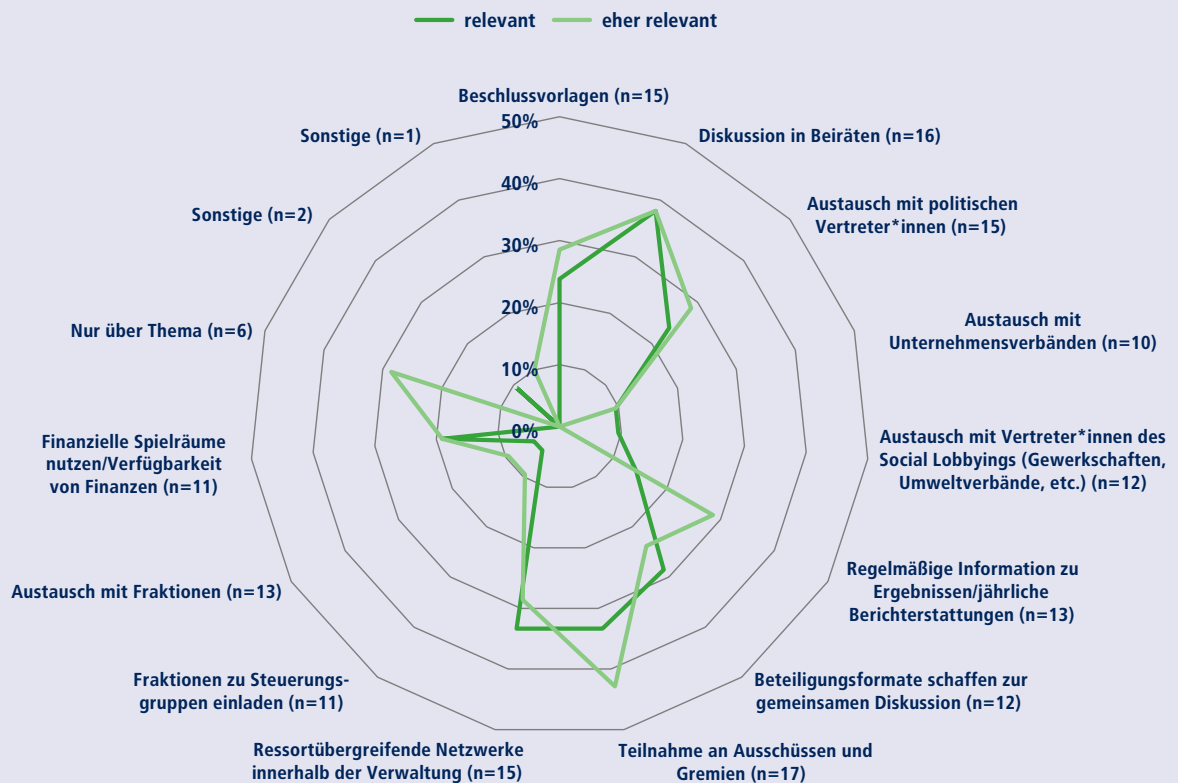 relevant eher relevant
Beschlussvorlagen (n=15)
50%
40%
30%
20%
10%
0%
Diskussion in Beiräten (n=16)
Austausch mit politischen
Vertreter*innen (n=15)
Austausch mit
Unternehmensverbänden (n=10)
Austausch mit Vertreter*innen des
Social Lobbyings (Gewerkschaften,
Umweltverbände, etc.) (n=12)
Regelmäßige Information zu
Ergebnissen/jährliche
Berichterstattungen (n=13)
Beteiligungsformate schaffen zur
gemeinsamen Diskussion (n=12)
Teilnahme an Ausschüssen und
Gremien (n=17)
Ressortübergreifende Netzwerke
innerhalb der Verwaltung (n=15)
Fraktionen zu Steuerungs-
gruppen einladen (n=11)
Austausch mit Fraktionen (n=13)
Finanzielle Spielräume
nutzen/Verfügbarkeit
von Finanzen (n=11)
Nur über Thema (n=6)
Sonstige (n=2)
Sonstige (n=1)